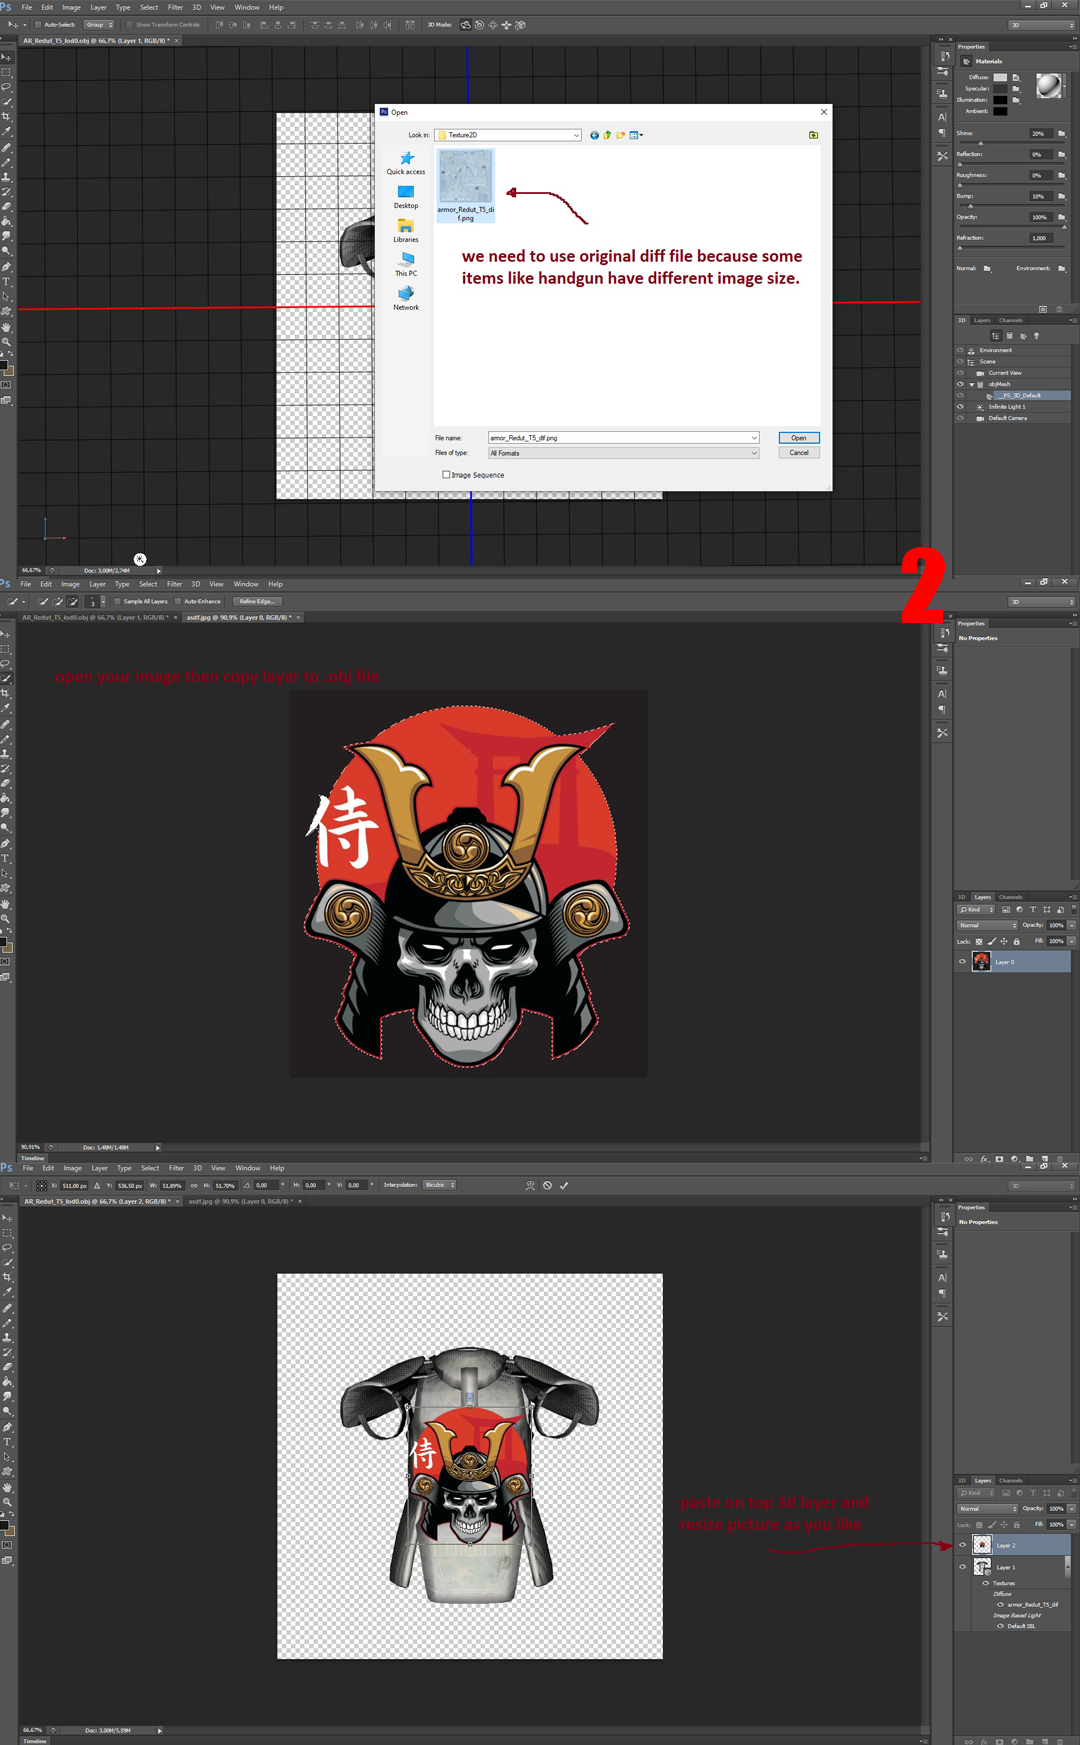 Ps File Edit Image Layer Type Select Filter 3D View Window Help
Auto-Select: Group Show Transform Controls 3D Mode: 3D
AR_Redut_T5_lod0.obj @ 66,7% (Layer 1, RGB/8) * ×
Properties
Materials
Diffuse:
Specular:
Illumination:
Ambient:
Shine: 20%
Reflection: 0%
Roughness: 0%
Bump: 10%
Opacity: 100%
Refraction: 1,000
Normal: Environment:
3D Layers Channels
Environment
Scene
Current View
objMesh
__PS_3D_Default
Infinite Light 1
Default Camera
Open
Look in: Texture2D
Quick access
Desktop
Libraries
This PC
Network
armor_Redut_T5_di
f.png
we need to use original diff file because some
items like handgun have different image size.
File name: armor_Redut_T5_dif.png Open
Files of type: All Formats Cancel
Image Sequence
66,67% Doc: 3,00M/2,74M
2
Ps File Edit Image Layer Type Select Filter 3D View Window Help
3 Sample All Layers Auto-Enhance Refine Edge... 3D
AR_Redut_T5_lod0.obj @ 66,7% (Layer 1, RGB/8) * × asdf.jpg @ 90,9% (Layer 0, RGB/8) * ×
Properties
No Properties
open your image then copy layer to .obj file
侍
3D Layers Channels
Kind
Normal Opacity: 100%
Lock: Fill: 100%
Layer 0
90,91% Doc: 1,48M/1,48M
Timeline
Ps File Edit Image Layer Type Select Filter 3D View Window Help
X: 511,00 px Y: 536,50 px W: 51,89% H: 51,70% 0,00 ° H: 0,00 ° V: 0,00 ° Interpolation: Bicubic 3D
AR_Redut_T5_lod0.obj @ 66,7% (Layer 2, RGB/8) * × asdf.jpg @ 90,9% (Layer 0, RGB/8) * ×
Properties
No Properties
侍
paste on top 3d layer and
resize picture as you like
3D Layers Channels
Kind
Normal Opacity: 100%
Lock: Fill: 100%
Layer 2
Layer 1
Textures
Diffuse
armor_Redut_T5_dif
Image Based Light
Default IBL
66,67% Doc: 3,00M/5,59M
Timeline